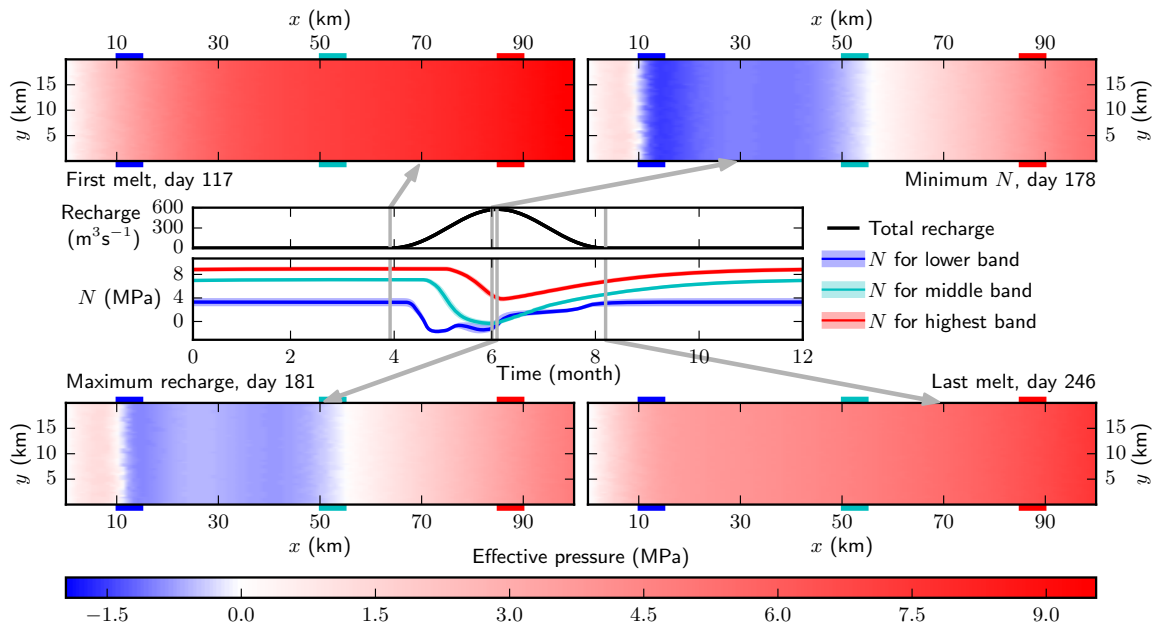 x (km)
x (km)
10 30 50 70 90
10 30 50 70 90
y (km)
15
10
5
15
10
5
y (km)
First melt, day 117
Minimum N, day 178
Recharge
(m³s⁻¹)
600
300
0
Total recharge
N (MPa)
8
4
0
N for lower band
N for middle band
N for highest band
0 2 4 6 8 10 12
Time (month)
Maximum recharge, day 181
Last melt, day 246
y (km)
15
10
5
15
10
5
y (km)
10 30 50 70 90
10 30 50 70 90
x (km)
x (km)
Effective pressure (MPa)
−1.5 0.0 1.5 3.0 4.5 6.0 7.5 9.0